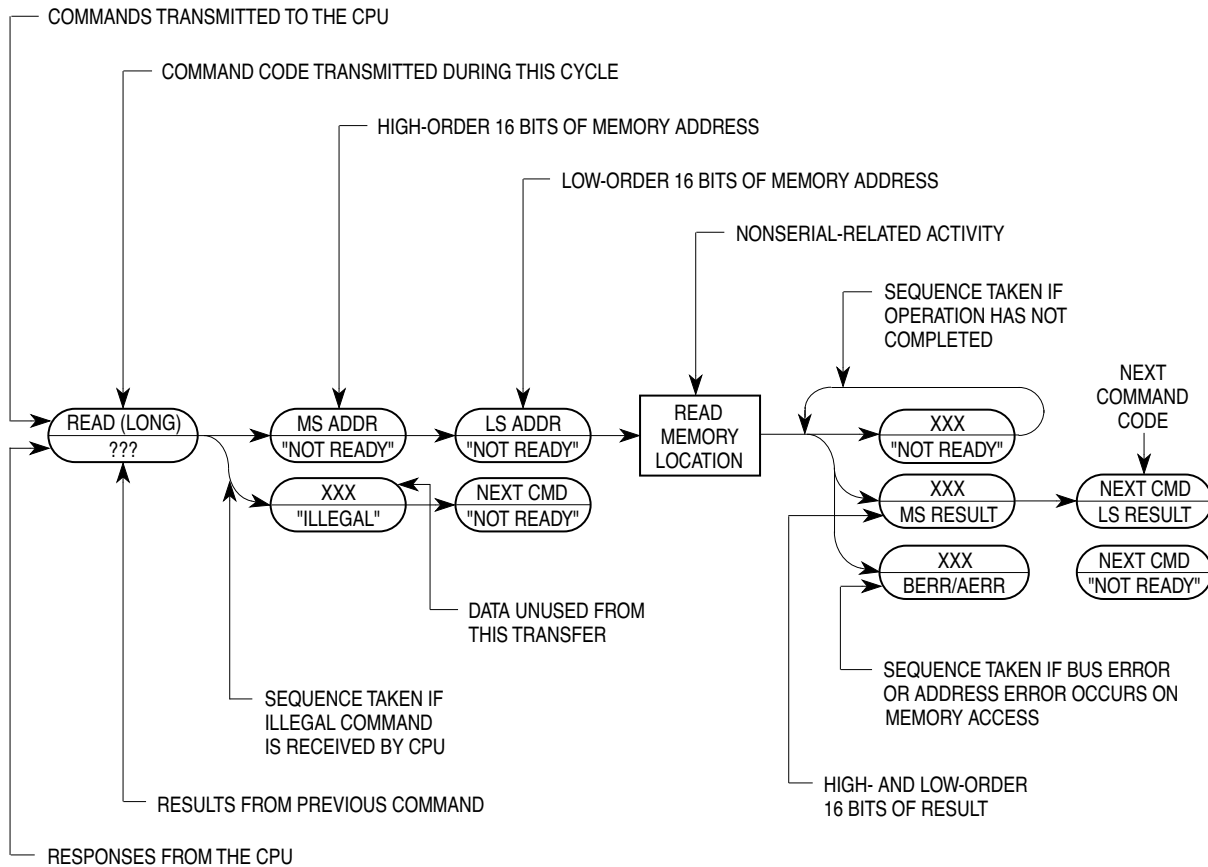 COMMANDS TRANSMITTED TO THE CPU
COMMAND CODE TRANSMITTED DURING THIS CYCLE
HIGH-ORDER 16 BITS OF MEMORY ADDRESS
LOW-ORDER 16 BITS OF MEMORY ADDRESS
NONSERIAL-RELATED ACTIVITY
SEQUENCE TAKEN IF
OPERATION HAS NOT
COMPLETED
NEXT
COMMAND
CODE
READ (LONG)
???
MS ADDR
"NOT READY"
LS ADDR
"NOT READY"
READ
MEMORY
LOCATION
XXX
"NOT READY"
XXX
"ILLEGAL"
NEXT CMD
"NOT READY"
XXX
MS RESULT
NEXT CMD
LS RESULT
XXX
BERR/AERR
NEXT CMD
"NOT READY"
DATA UNUSED FROM
THIS TRANSFER
SEQUENCE TAKEN IF
ILLEGAL COMMAND
IS RECEIVED BY CPU
SEQUENCE TAKEN IF BUS ERROR
OR ADDRESS ERROR OCCURS ON
MEMORY ACCESS
HIGH- AND LOW-ORDER
16 BITS OF RESULT
RESULTS FROM PREVIOUS COMMAND
RESPONSES FROM THE CPU